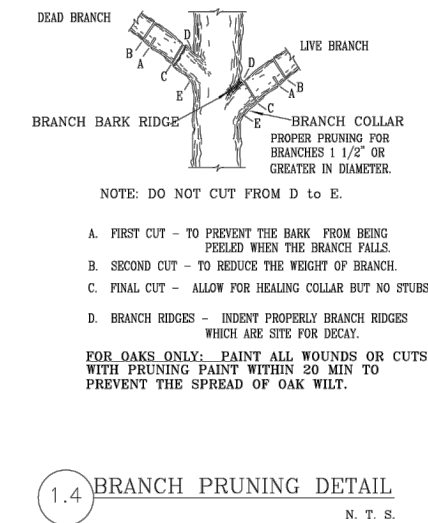 DEAD BRANCH
D
LIVE BRANCH
B
A
C
D
B
A
E
C
E
BRANCH BARK RIDGE
BRANCH COLLAR
PROPER PRUNING FOR
BRANCHES 1 1/2" OR
GREATER IN DIAMETER.
NOTE: DO NOT CUT FROM D to E.
A. FIRST CUT – TO PREVENT THE BARK FROM BEING
PEELED WHEN THE BRANCH FALLS.
B. SECOND CUT – TO REDUCE THE WEIGHT OF BRANCH.
C. FINAL CUT – ALLOW FOR HEALING COLLAR BUT NO STUBS
D. BRANCH RIDGES – INDENT PROPERLY BRANCH RIDGES
WHICH ARE SITE FOR DECAY.
FOR OAKS ONLY: PAINT ALL WOUNDS OR CUTS
WITH PRUNING PAINT WITHIN 20 MIN TO
PREVENT THE SPREAD OF OAK WILT.
1.4 BRANCH PRUNING DETAIL
N. T. S.